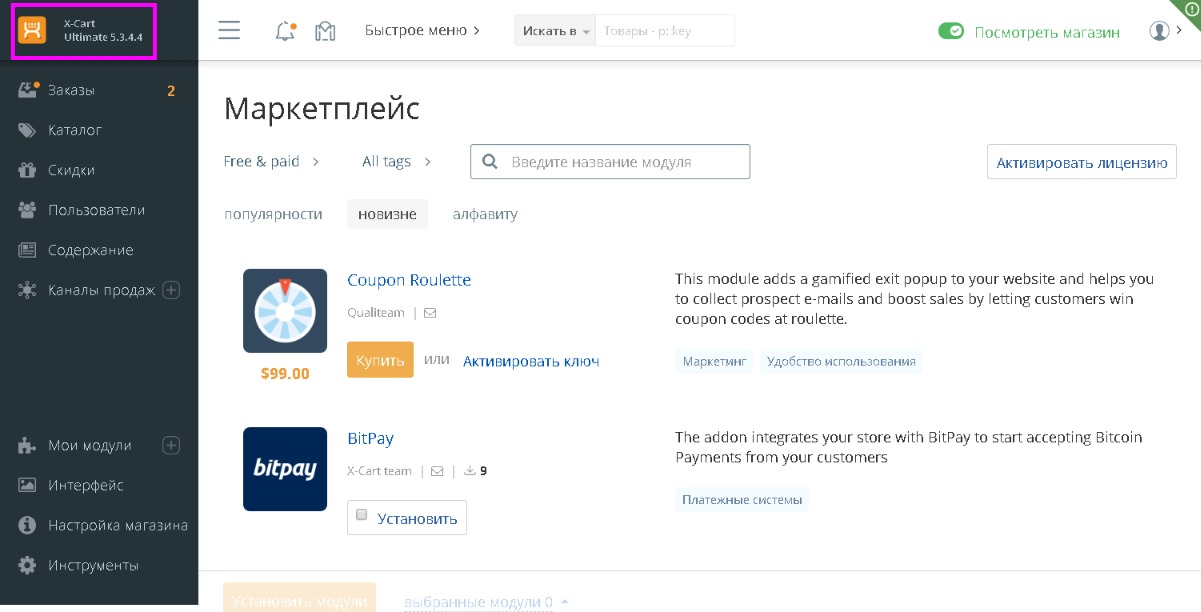 X-Cart
Ultimate 5.3.4.4
Быстрое меню
Искать в
Товары - p: key
Посмотреть магазин
Заказы 2
Каталог
Скидки
Пользователи
Содержание
Каналы продаж
Мои модули
Интерфейс
Настройка магазина
Инструменты
Маркетплейс
Free & paid
All tags
Введите название модуля
Активировать лицензию
популярности новизне алфавиту
Coupon Roulette
Qualiteam |
Купить или Активировать ключ
$99.00
This module adds a gamified exit popup to your website and helps you
to collect prospect e-mails and boost sales by letting customers win
coupon codes at roulette.
Маркетинг Удобство использования
bitpay
BitPay
X-Cart team | | 9
Установить
The addon integrates your store with BitPay to start accepting Bitcoin
Payments from your customers
Платежные системы
Установить модули выбранные модули 0